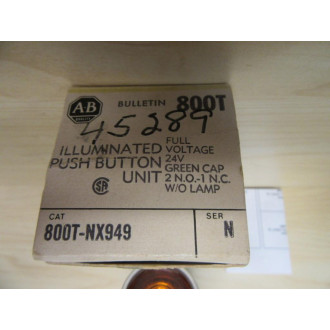 AB
BULLETIN 800T
45289
ILLUMINATED
PUSH BUTTON
UNIT
FULL
VOLTAGE
24V
GREEN CAP
2 N.O.-1 N.C.
W/O LAMP
CAT
800T-NX949
SER
N